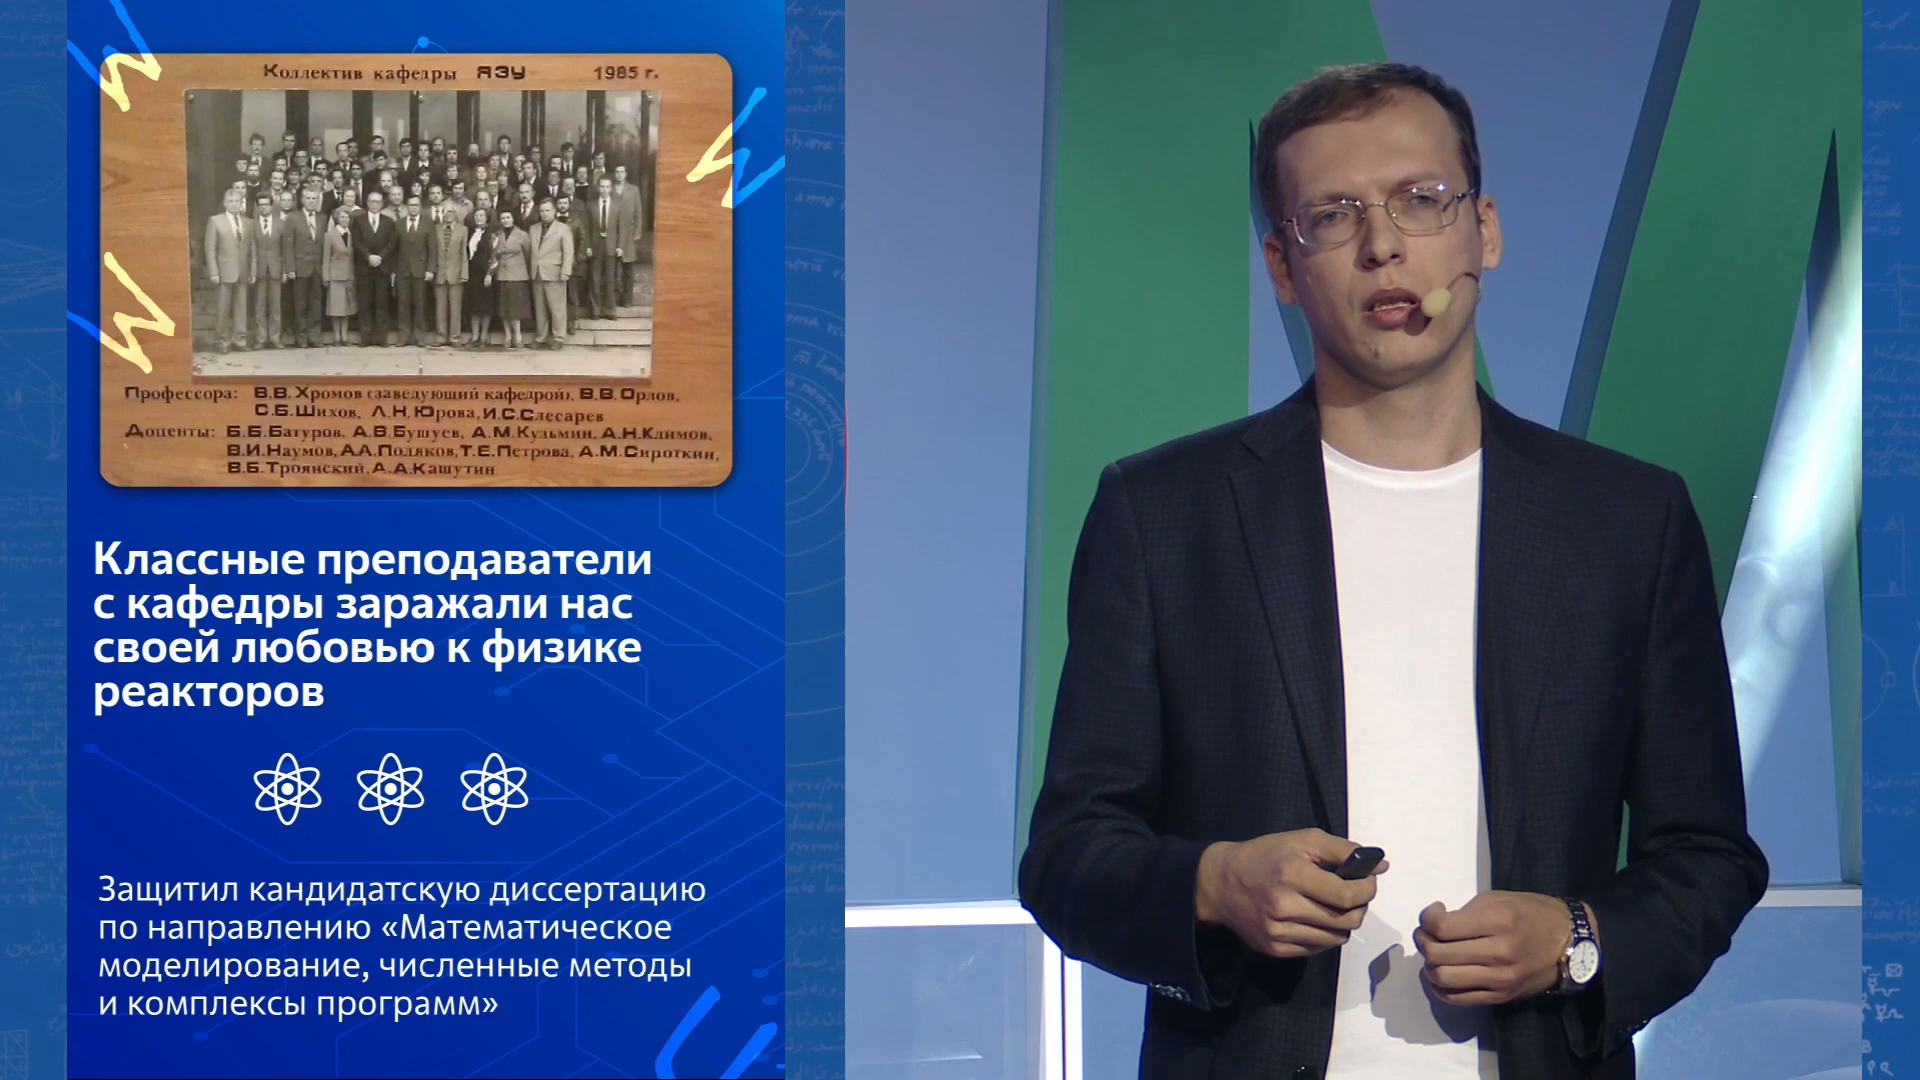 Коллектив кафедры ЯЭУ 1985 г.
Профессора: В.В.Хромов (заведующий кафедрой), В.В.Орлов,
С.Б.Шихов, Л.Н.Юрова, И.С.Слесарев
Доценты: Б.Б.Батуров, А.В.Бушуев, А.М.Кузьмин, А.Н.Климов,
В.И.Наумов, А.А.Поляков, Т.Е.Петрова, А.М.Сироткин,
В.Б.Троянский, А.А.Кашутин
Классные преподаватели
с кафедры заражали нас
своей любовью к физике
реакторов
Защитил кандидатскую диссертацию
по направлению «Математическое
моделирование, численные методы
и комплексы программ»